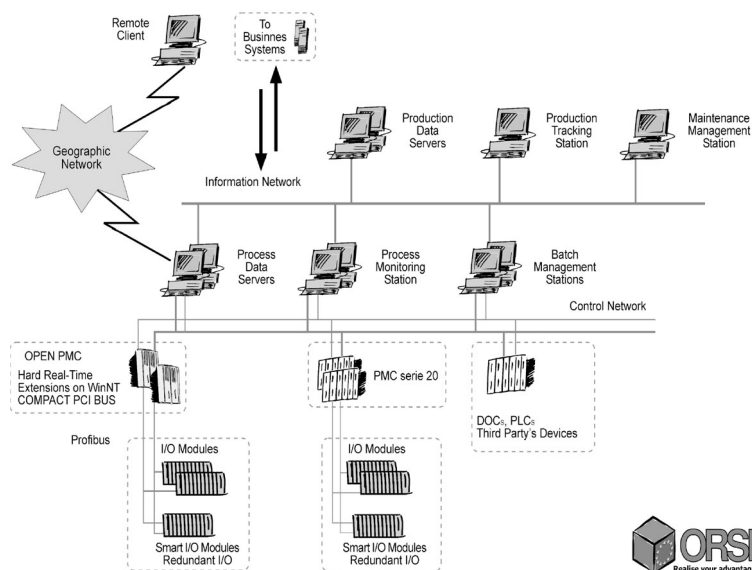 Remote
Client
To
Businnes
Systems
Geographic
Network
Information Network
Production
Data
Servers
Production
Tracking
Station
Maintenance
Management
Station
Process
Data
Servers
Process
Monitoring
Station
Batch
Management
Stations
Control Network
OPEN PMC
Hard Real-Time
Extensions on WinNT
COMPACT PCI BUS
PMC serie 20
DOCs, PLCs
Third Party's Devices
Profibus
I/O Modules
Smart I/O Modules
Redundant I/O
I/O Modules
Smart I/O Modules
Redundant I/O
ORSI
Realise your advantag